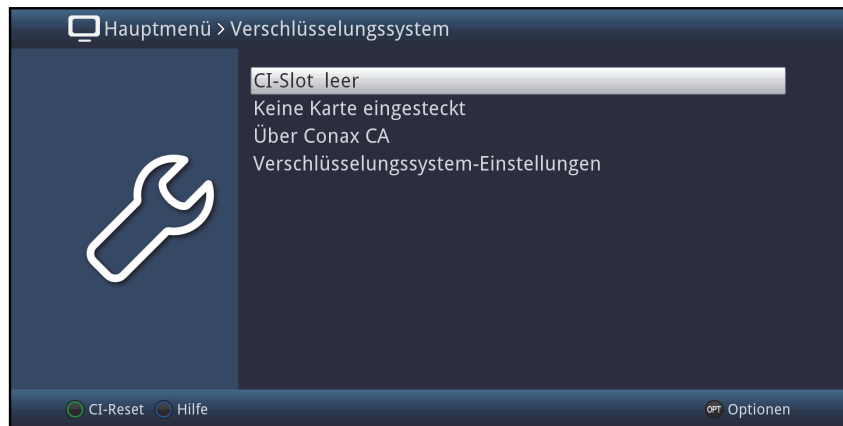 Hauptmenü > Verschlüsselungssystem
CI-Slot leer
Keine Karte eingesteckt
Über Conax CA
Verschlüsselungssystem-Einstellungen
CI-Reset Hilfe OPT Optionen